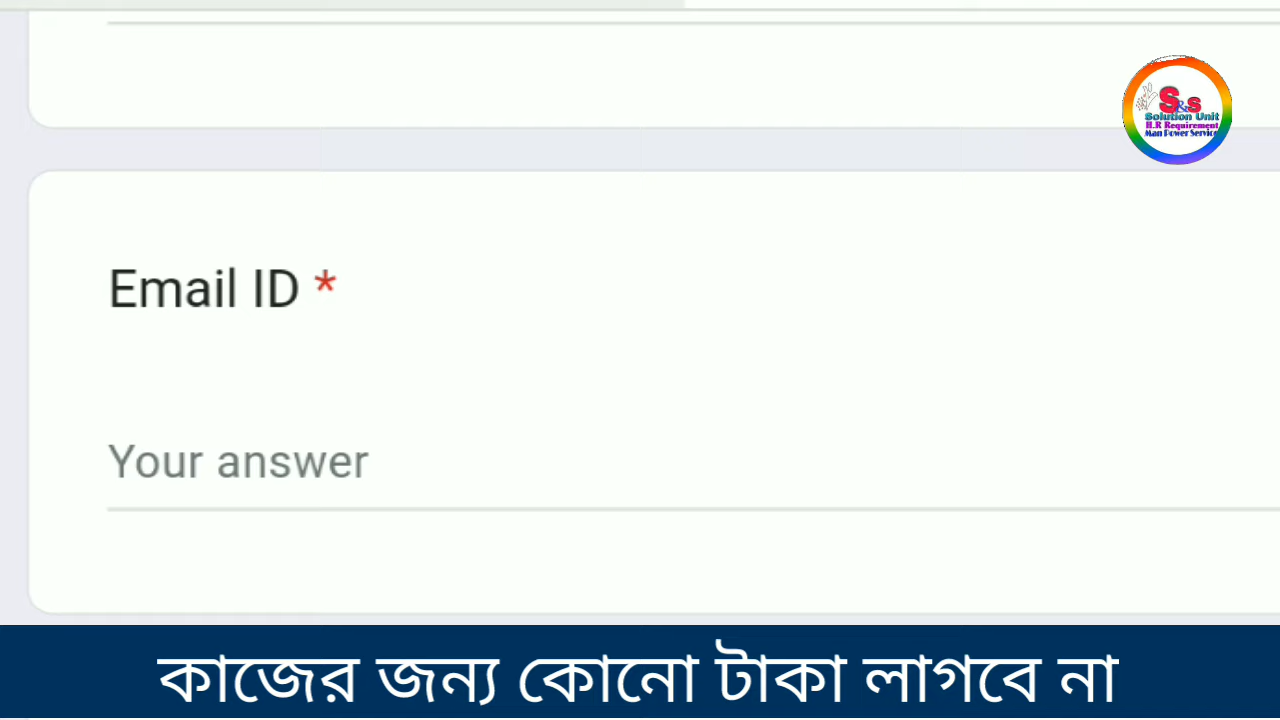 S&S
Solution Unit
H.R Requirement
Man Power Service
Email ID *
Your answer
কাজের জন্য কোনো টাকা লাগবে না